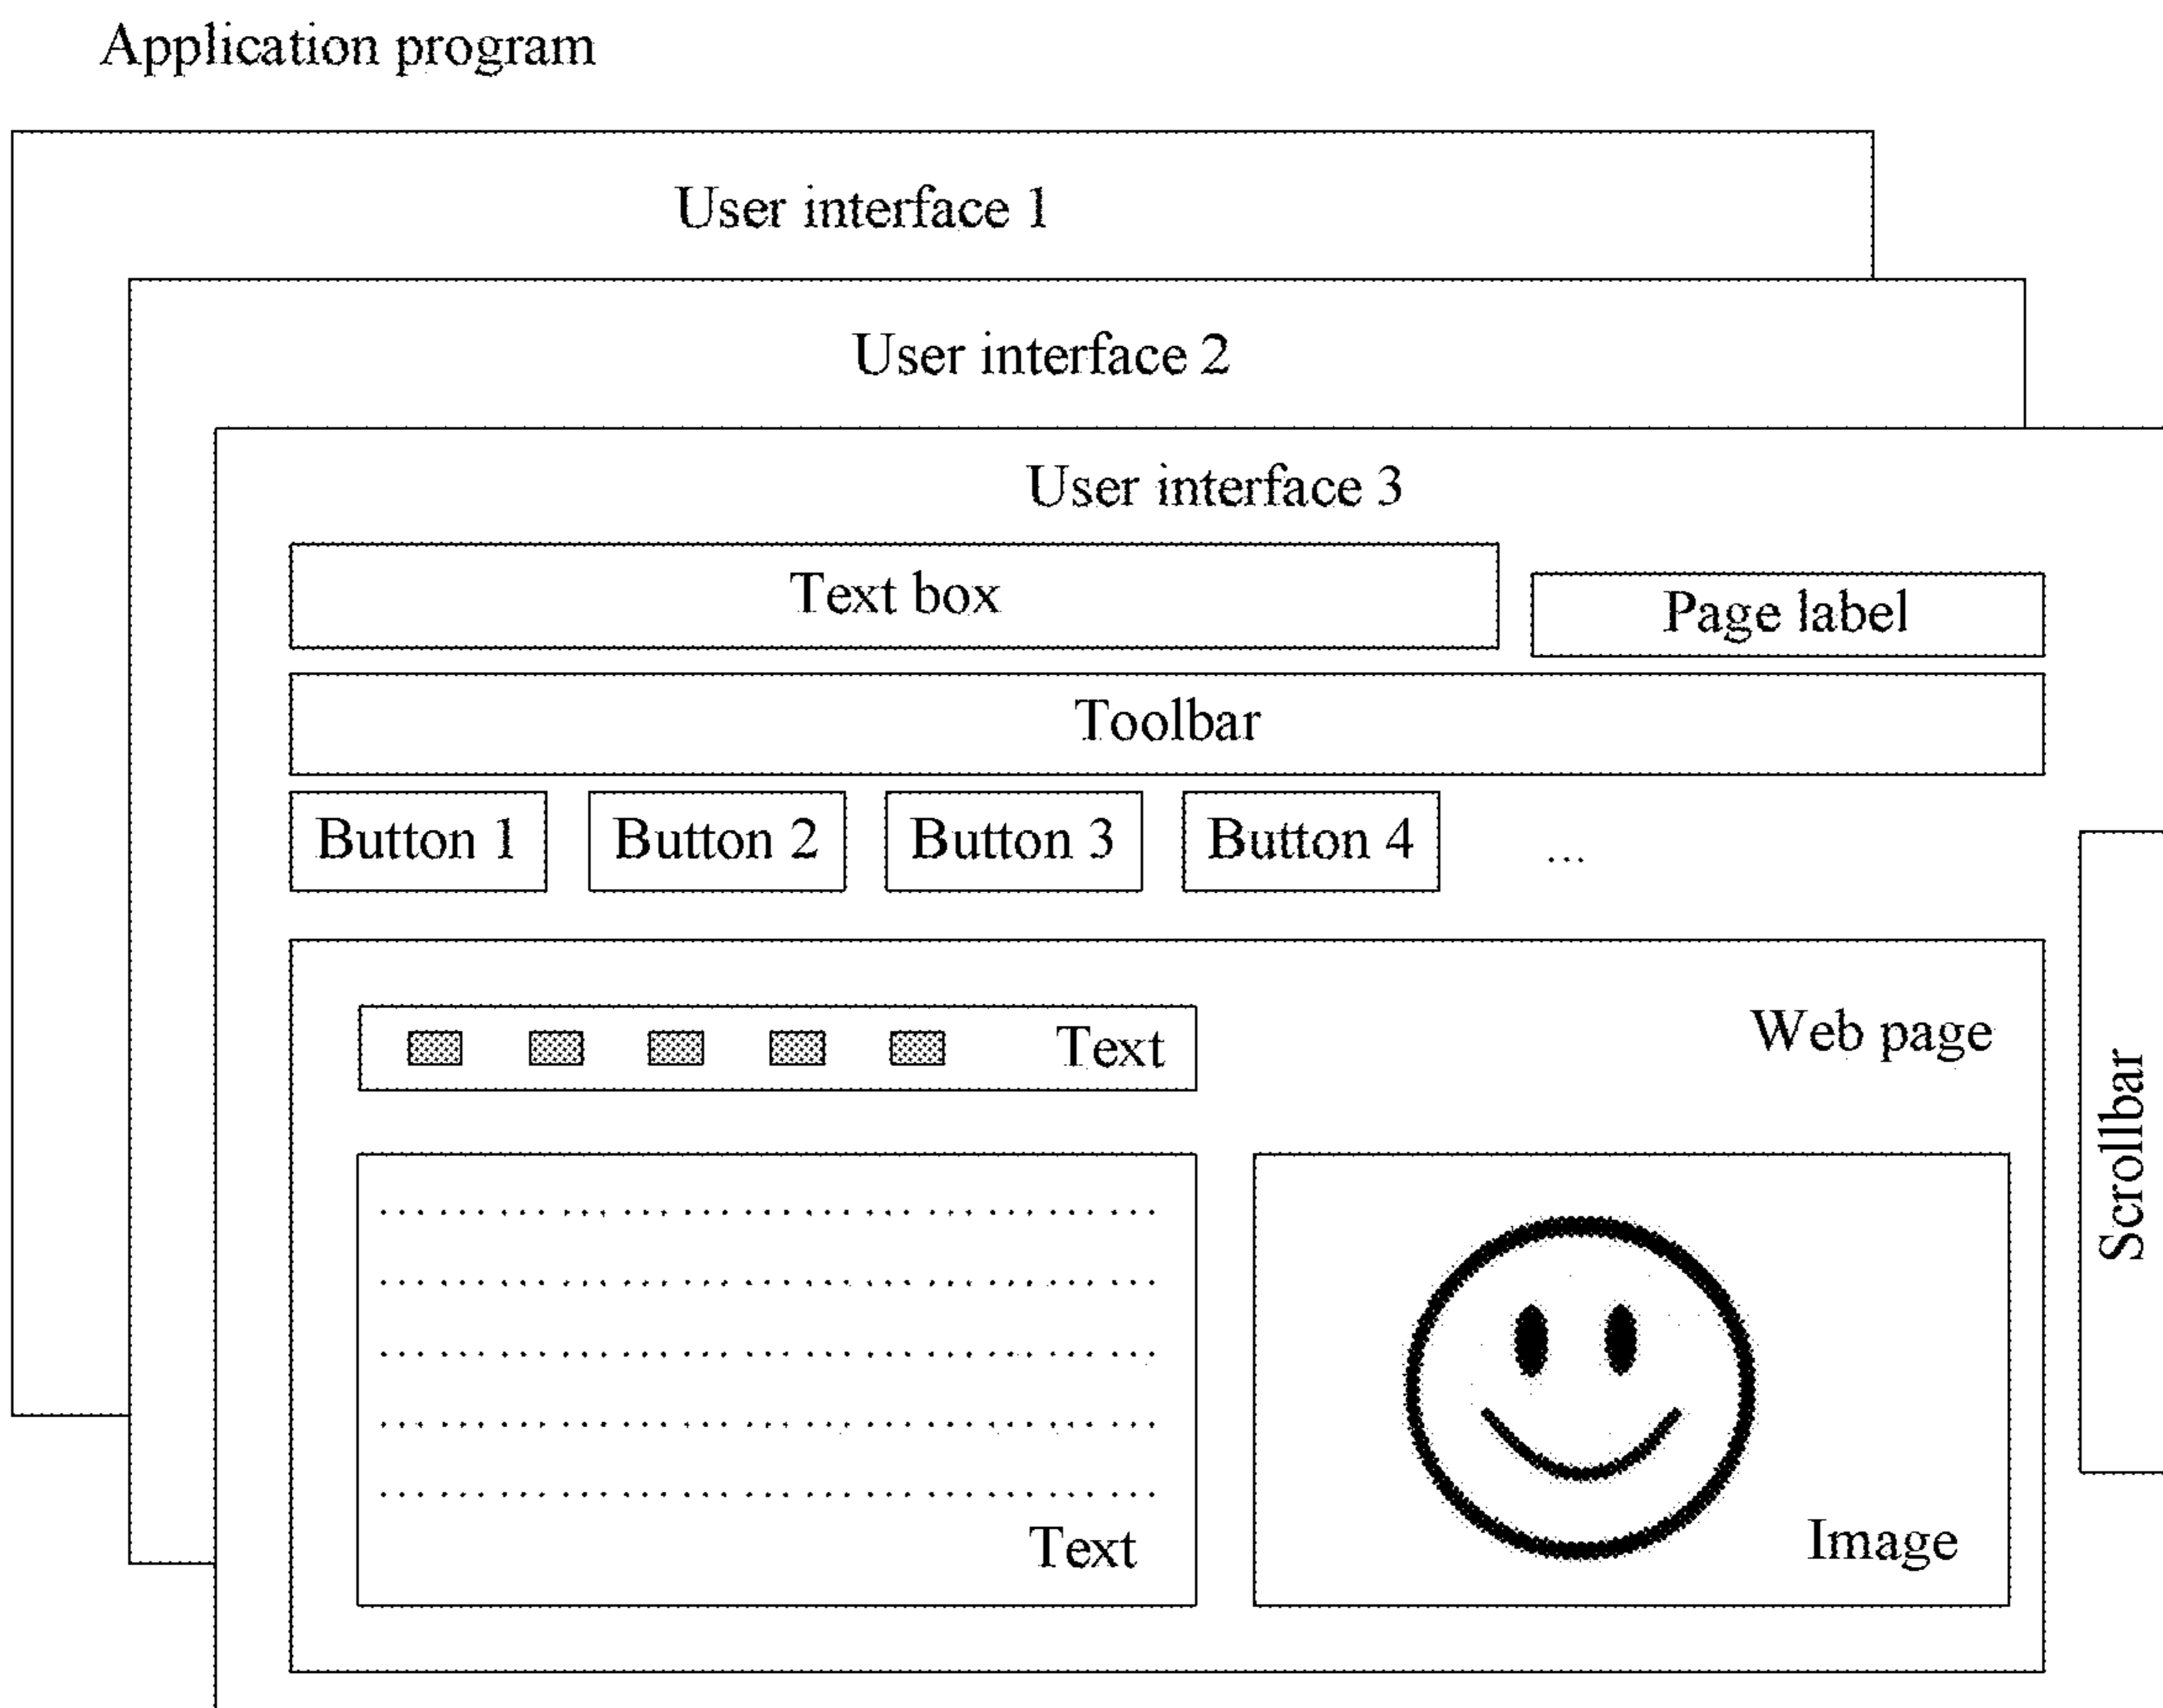 Application program
User interface 1
User interface 2
User interface 3
Text box
Page label
Toolbar
Button 1 Button 2 Button 3 Button 4 ...
Text
Web page
Scrollbar
Text
Image